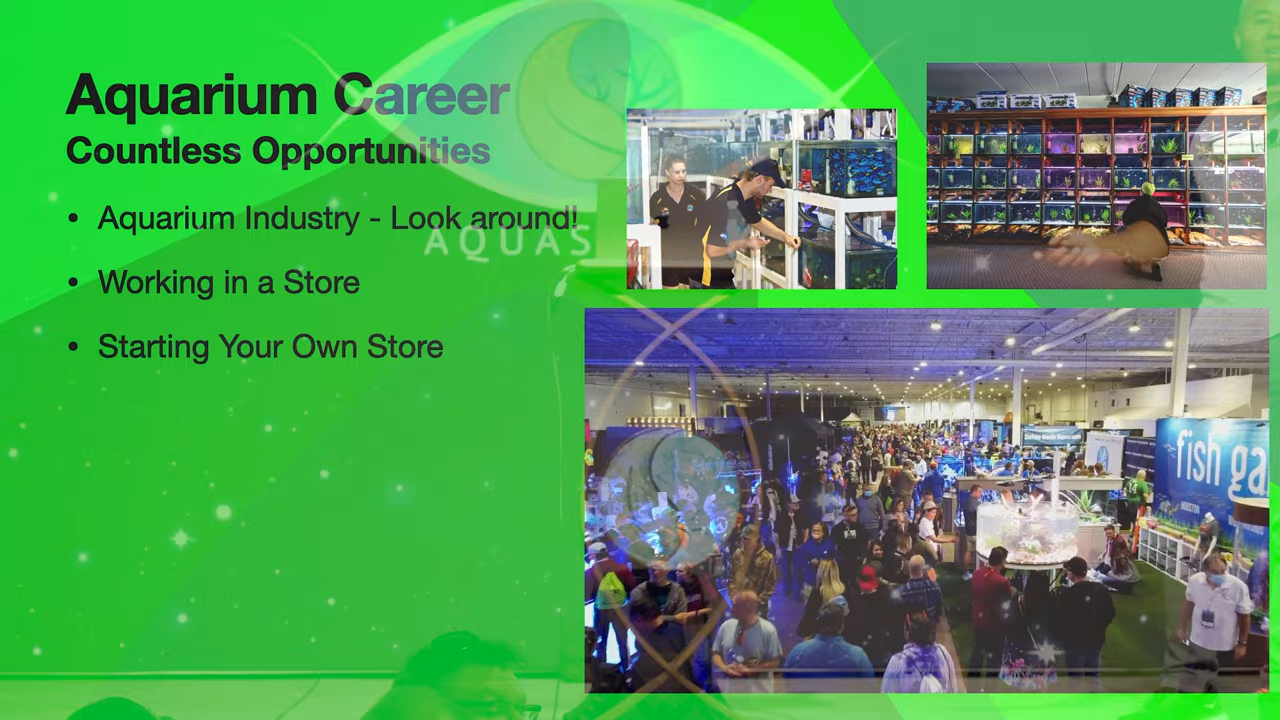 Aquarium Career
Countless Opportunities
• Aquarium Industry - Look around!
AQUAS
• Working in a Store
• Starting Your Own Store
fish ga